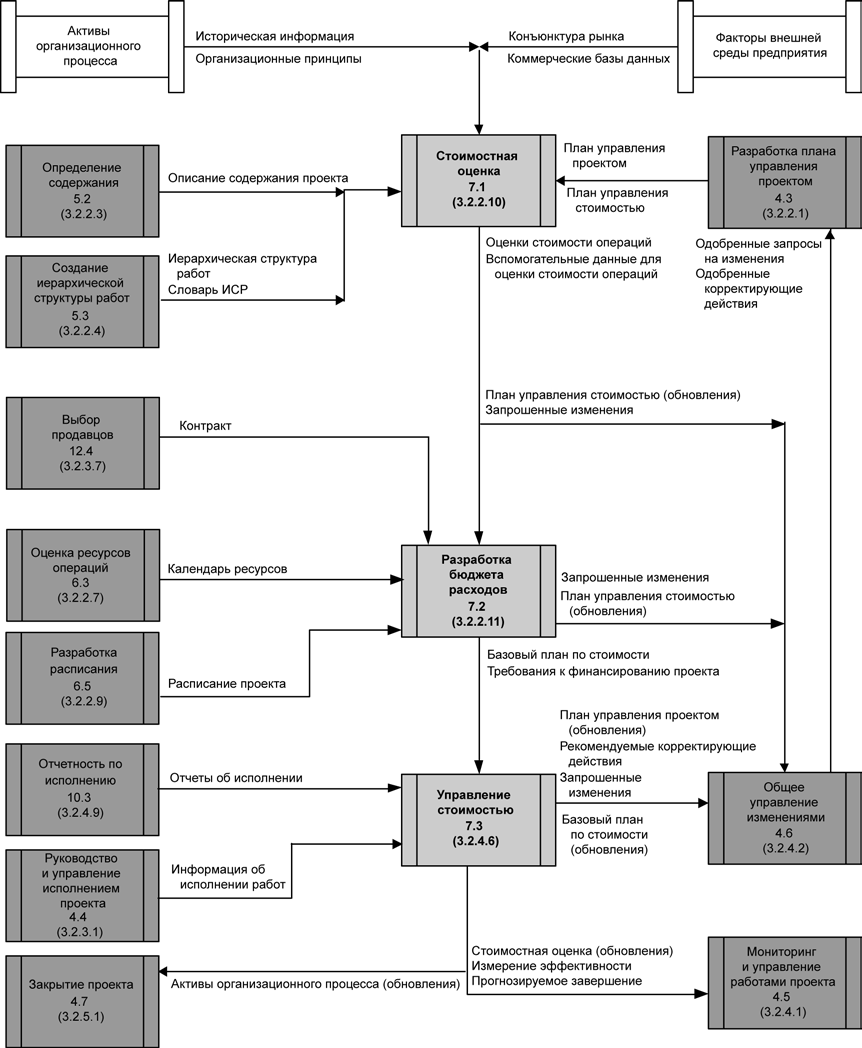 Активы
организационного
процесса
Историческая информация
Организационные принципы
Конъюнктура рынка
Коммерческие базы данных
Факторы внешней
среды предприятия
Определение
содержания
5.2
(3.2.2.3)
Описание содержания проекта
Стоимостная
оценка
7.1
(3.2.2.10)
План управления
проектом
План управления
стоимостью
Разработка плана
управления
проектом
4.3
(3.2.2.1)
Создание
иерархической
структуры работ
5.3
(3.2.2.4)
Иерархическая структура
работ
Словарь ИСР
Оценки стоимости операций
Вспомогательные данные для
оценки стоимости операций
Одобренные запросы
на изменения
Одобренные
корректирующие
действия
Выбор
продавцов
12.4
(3.2.3.7)
Контракт
План управления стоимостью (обновления)
Запрошенные изменения
Оценка ресурсов
операций
6.3
(3.2.2.7)
Календарь ресурсов
Разработка
бюджета
расходов
7.2
(3.2.2.11)
Запрошенные изменения
План управления стоимостью
(обновления)
Разработка
расписания
6.5
(3.2.2.9)
Расписание проекта
Базовый план по стоимости
Требования к финансированию проекта
План управления проектом
(обновления)
Рекомендуемые корректирующие
действия
Запрошенные
изменения
Базовый план
по стоимости
(обновления)
Отчетность по
исполнению
10.3
(3.2.4.9)
Отчеты об исполнении
Управление
стоимостью
7.3
(3.2.4.6)
Общее
управление
изменениями
4.6
(3.2.4.2)
Руководство
и управление
исполнением
проекта
4.4
(3.2.3.1)
Информация об
исполнении работ
Закрытие проекта
4.7
(3.2.5.1)
Активы организационного процесса (обновления)
Стоимостная оценка (обновления)
Измерение эффективности
Прогнозируемое завершение
Мониторинг
и управление
работами проекта
4.5
(3.2.4.1)